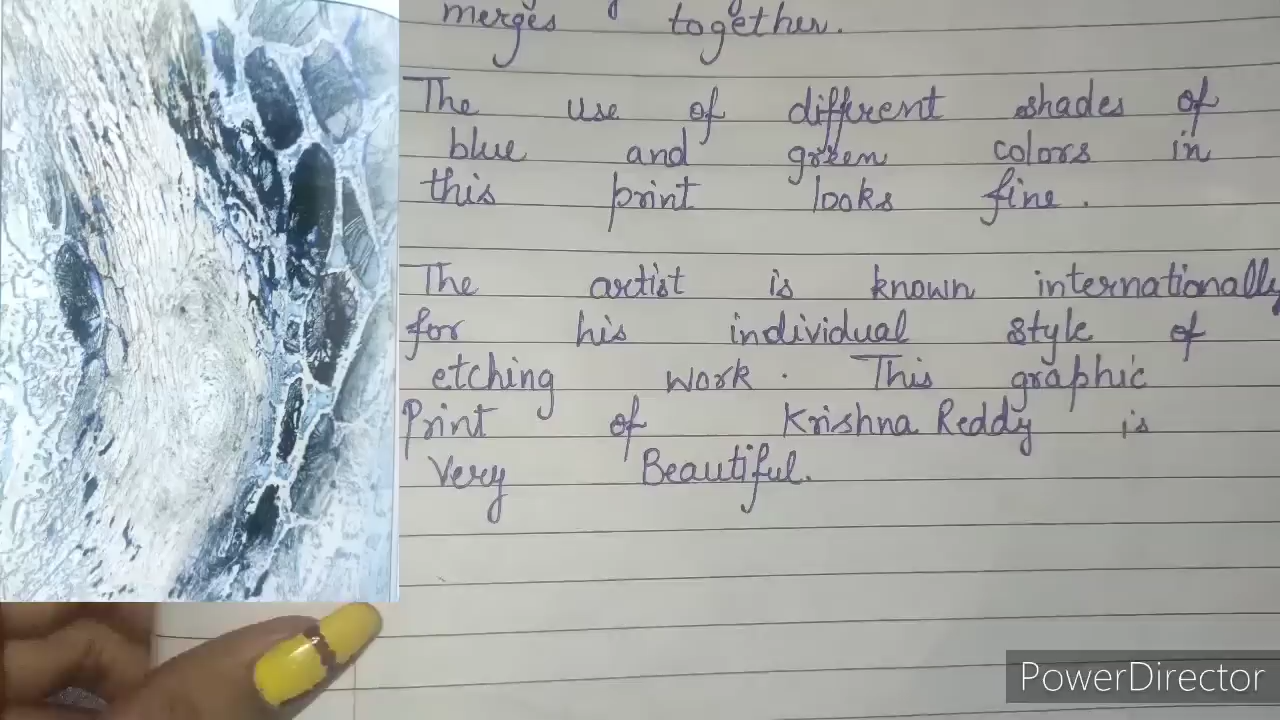 merges together.
The use of different shades of
blue and green colors in
this print looks fine.
The artist is known internationally
for his individual style of
etching work. This graphic
Print of Krishna Reddy is
Very Beautiful.
PowerDirector